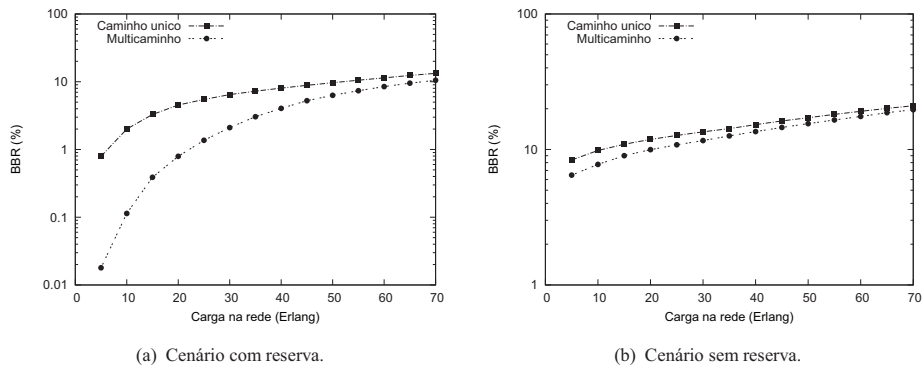 100
10
1
0.1
0.01
BBR (%)
Caminho unico
Multicaminho
0 10 20 30 40 50 60 70
Carga na rede (Erlang)
(a) Cenário com reserva.
100
10
1
BBR (%)
Caminho unico
Multicaminho
0 10 20 30 40 50 60 70
Carga na rede (Erlang)
(b) Cenário sem reserva.